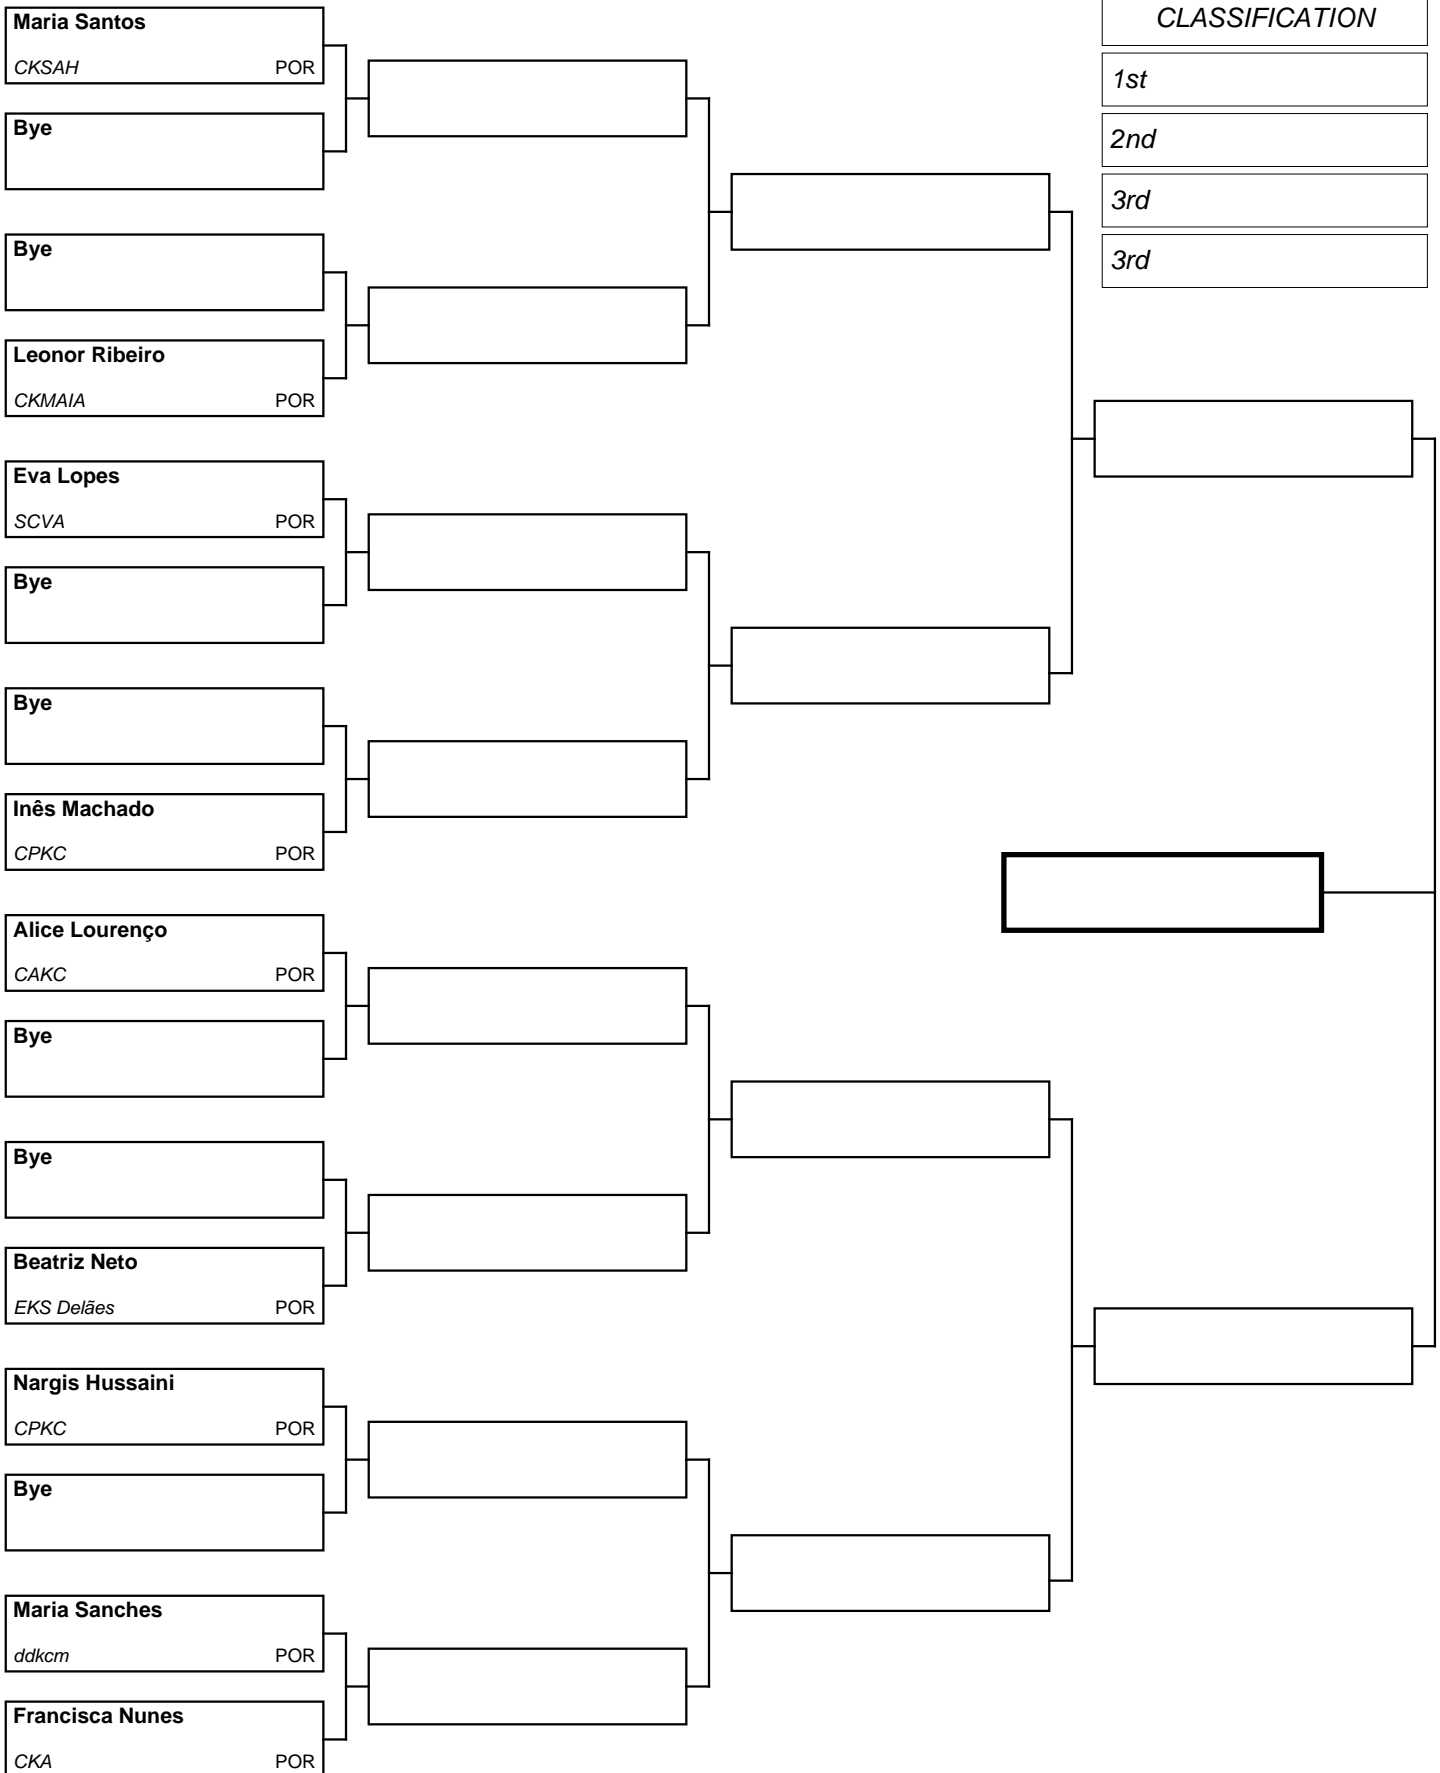 Maria Santos
CKSAH POR
Bye
Bye
Leonor Ribeiro
CKMAIA POR
Eva Lopes
SCVA POR
Bye
Bye
Inês Machado
CPKC POR
Alice Lourenço
CAKC POR
Bye
Bye
Beatriz Neto
EKS Delães POR
Nargis Hussaini
CPKC POR
Bye
Maria Sanches
ddkcm POR
Francisca Nunes
CKA POR
CLASSIFICATION
1st
2nd
3rd
3rd